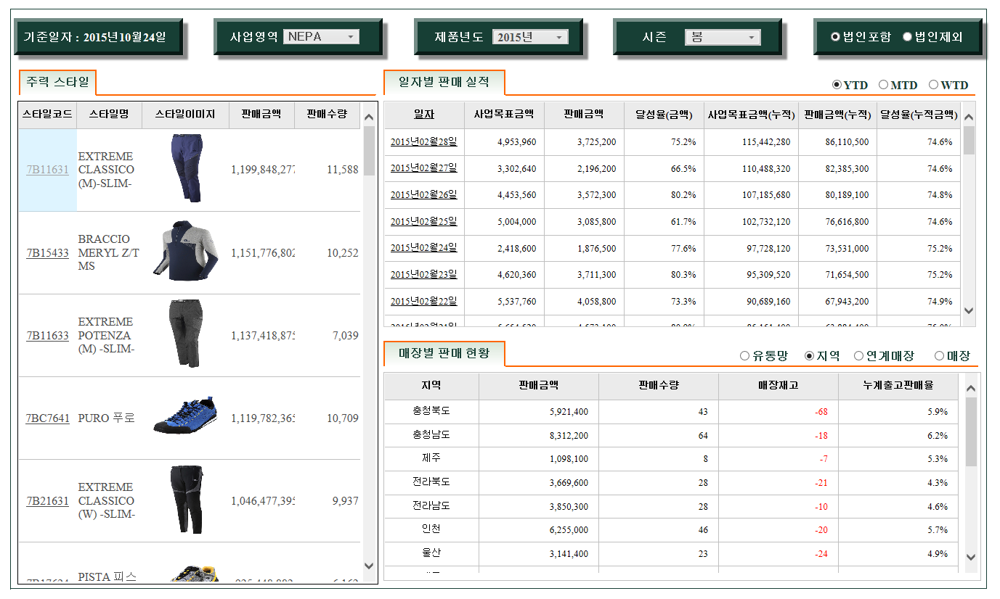 기준일자 : 2015년10월24일 사업영역 NEPA 제품년도 2015년 시즌 봄 법인포함 법인제외
주력 스타일
스타일코드 스타일명 스타일이미지 판매금액 판매수량
7B11631 EXTREME CLASSICO (M)-SLIM- 1,199,848,277 11,588
7B15433 BRACCIO MERYL Z/T MS 1,151,776,802 10,252
7B11633 EXTREME POTENZA (M) -SLIM- 1,137,418,875 7,039
7BC7641 PURO 푸로 1,119,782,365 10,709
7B21631 EXTREME CLASSICO (W) -SLIM- 1,046,477,395 9,937
PISTA 피스
일자별 판매 실적 YTD MTD WTD
일자 사업목표금액 판매금액 달성율(금액) 사업목표금액(누적) 판매금액(누적) 달성율(누적금액)
2015년02월28일 4,953,960 3,725,200 75.2% 115,442,280 86,110,500 74.6%
2015년02월27일 3,302,640 2,196,200 66.5% 110,488,320 82,385,300 74.6%
2015년02월26일 4,453,560 3,572,300 80.2% 107,185,680 80,189,100 74.8%
2015년02월25일 5,004,000 3,085,800 61.7% 102,732,120 76,616,800 74.6%
2015년02월24일 2,418,600 1,876,500 77.6% 97,728,120 73,531,000 75.2%
2015년02월23일 4,620,360 3,711,300 80.3% 95,309,520 71,654,500 75.2%
2015년02월22일 5,537,760 4,058,800 73.3% 90,689,160 67,943,200 74.9%
매장별 판매 현황 유통망 지역 연계매장 매장
지역 판매금액 판매수량 매장재고 누계출고판매율
충청북도 5,921,400 43 -68 5.9%
충청남도 8,312,200 64 -18 6.2%
제주 1,098,100 8 -7 5.3%
전라북도 3,669,600 28 -21 4.3%
전라남도 3,850,300 28 -10 4.6%
인천 6,255,000 46 -20 5.7%
울산 3,141,400 23 -24 4.9%